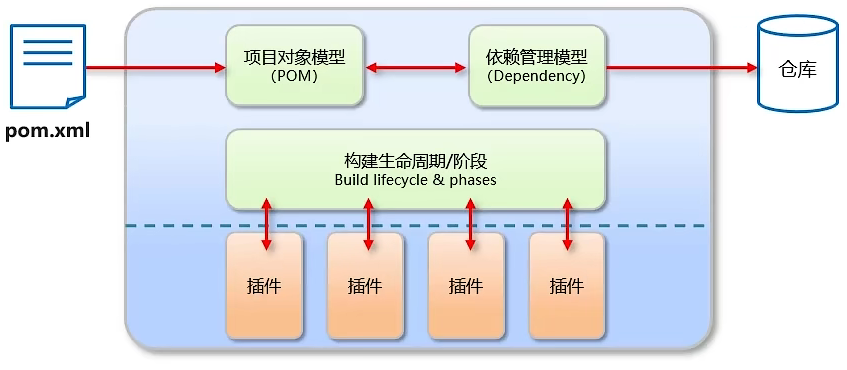 项目对象模型
（POM）
依赖管理模型
（Dependency）
仓库
pom.xml
构建生命周期/阶段
Build lifecycle & phases
插件
插件
插件
插件